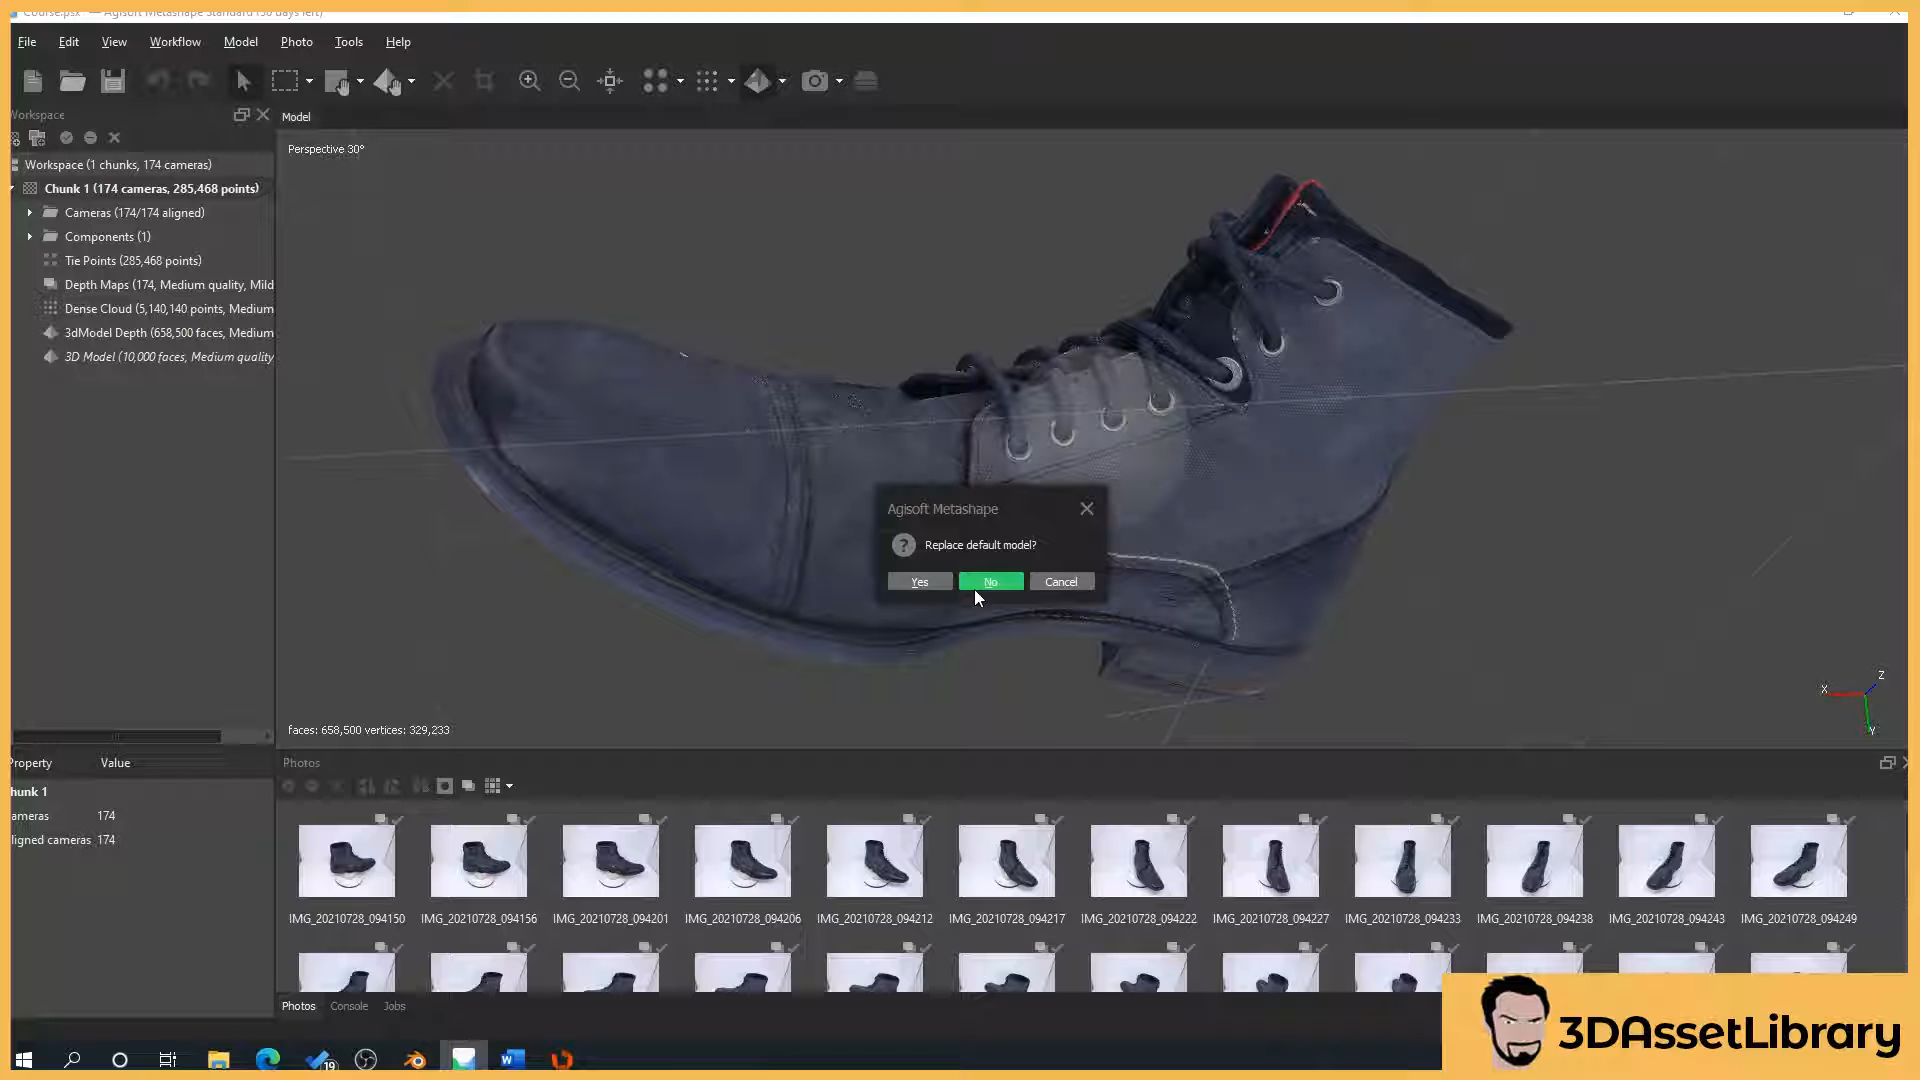 Course.psx — Agisoft Metashape Standard (30 days left)
File Edit View Workflow Model Photo Tools Help
Workspace
Model
Workspace (1 chunks, 174 cameras)
Perspective 30°
Chunk 1 (174 cameras, 285,468 points)
Cameras (174/174 aligned)
Components (1)
Tie Points (285,468 points)
Depth Maps (174, Medium quality, Mild
Dense Cloud (5,140,140 points, Medium
3dModel Depth (658,500 faces, Medium
3D Model (10,000 faces, Medium quality
Agisoft Metashape
Replace default model?
Yes No Cancel
X Z Y
faces: 658,500 vertices: 329,233
Property Value
hunk 1
ameras 174
ligned cameras 174
Photos
IMG_20210728_094150 IMG_20210728_094156 IMG_20210728_094201 IMG_20210728_094206 IMG_20210728_094212 IMG_20210728_094217 IMG_20210728_094222 IMG_20210728_094227 IMG_20210728_094233 IMG_20210728_094238 IMG_20210728_094243 IMG_20210728_094249
Photos Console Jobs
19
3DAssetLibrary